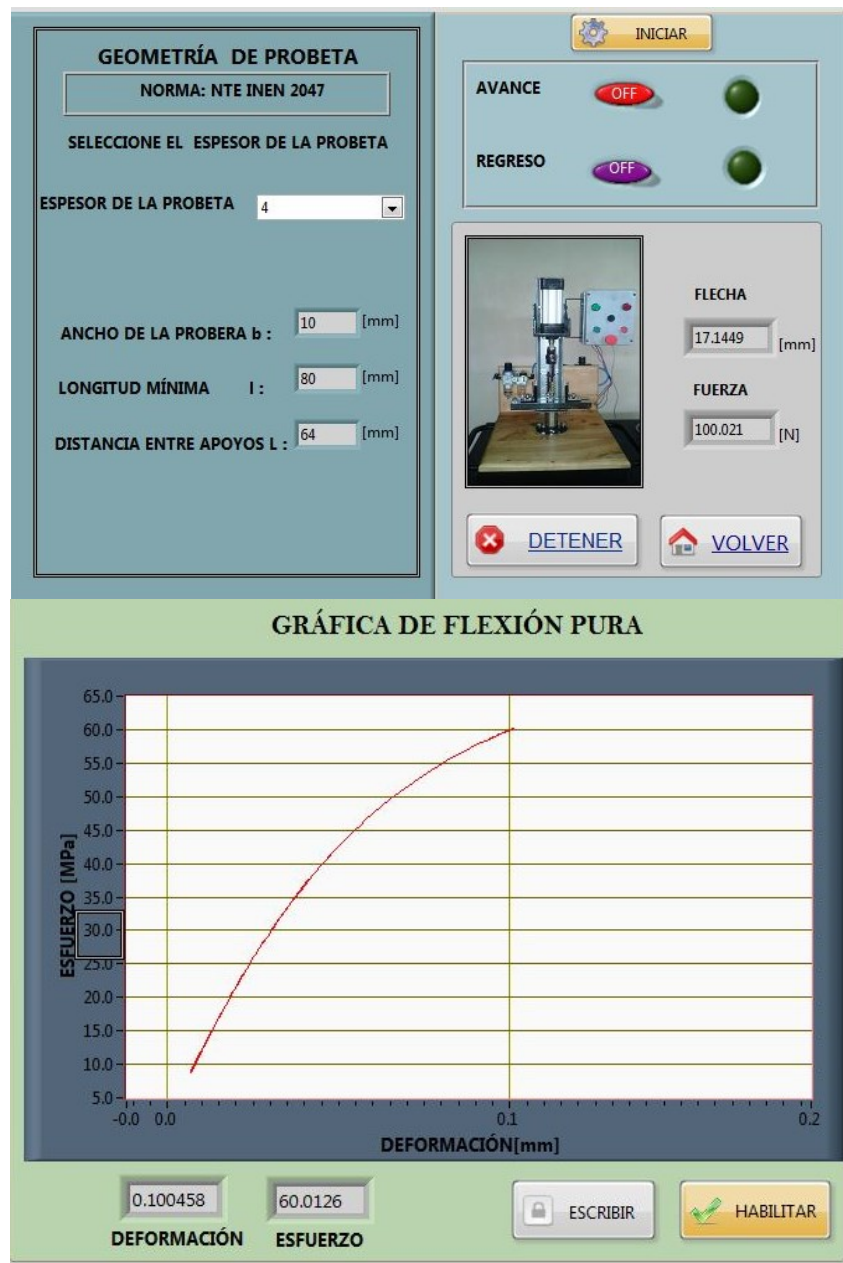 GEOMETRÍA DE PROBETA
NORMA: NTE INEN 2047
SELECCIONE EL ESPESOR DE LA PROBETA
ESPESOR DE LA PROBETA 4
ANCHO DE LA PROBERA b : 10 [mm]
LONGITUD MÍNIMA l : 80 [mm]
DISTANCIA ENTRE APOYOS L : 64 [mm]
INICIAR
AVANCE OFF
REGRESO OFF
FLECHA
17.1449 [mm]
FUERZA
100.021 [N]
DETENER
VOLVER
GRÁFICA DE FLEXIÓN PURA
ESFUERZO [MPa]
65.0
60.0
55.0
50.0
45.0
40.0
35.0
30.0
25.0
20.0
15.0
10.0
5.0
-0.0 0.0 0.1 0.2
DEFORMACIÓN[mm]
0.100458 60.0126
DEFORMACIÓN ESFUERZO
ESCRIBIR
HABILITAR